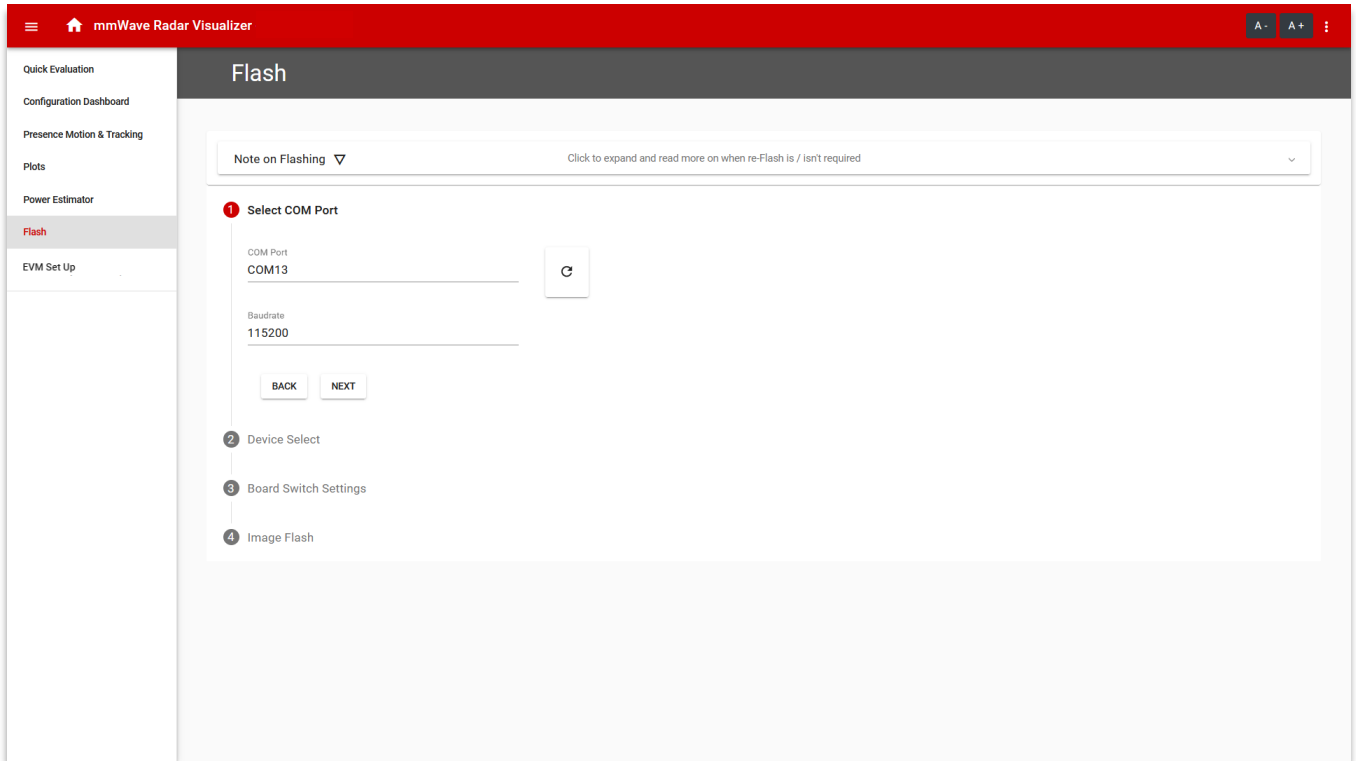 mmWave Radar Visualizer
A -
A +
Quick Evaluation
Configuration Dashboard
Presence Motion & Tracking
Plots
Power Estimator
Flash
EVM Set Up
Flash
Note on Flashing
Click to expand and read more on when re-Flash is / isn't required
1 Select COM Port
COM Port
COM13
Baudrate
115200
BACK
NEXT
2 Device Select
3 Board Switch Settings
4 Image Flash